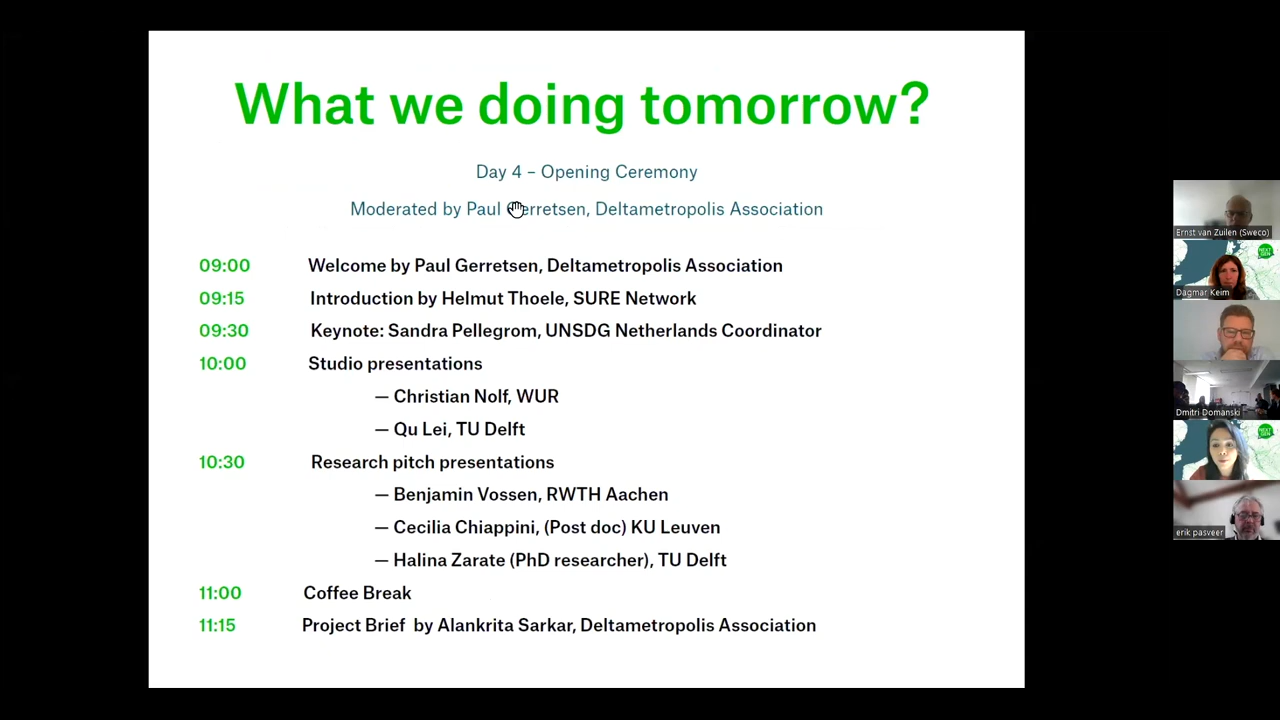 What we doing tomorrow?
Day 4 – Opening Ceremony
Moderated by Paul Gerretsen, Deltametropolis Association
09:00 Welcome by Paul Gerretsen, Deltametropolis Association
09:15 Introduction by Helmut Thoele, SURE Network
09:30 Keynote: Sandra Pellegrom, UNSDG Netherlands Coordinator
10:00 Studio presentations
— Christian Nolf, WUR
— Qu Lei, TU Delft
10:30 Research pitch presentations
— Benjamin Vossen, RWTH Aachen
— Cecilia Chiappini, (Post doc) KU Leuven
— Halina Zarate (PhD researcher), TU Delft
11:00 Coffee Break
11:15 Project Brief by Alankrita Sarkar, Deltametropolis Association
Ernst van Zuilen (Sweco)
NEXT GEN
Dagmar Keim
Dmitri Domanski
NEXT GEN
erik pasveer